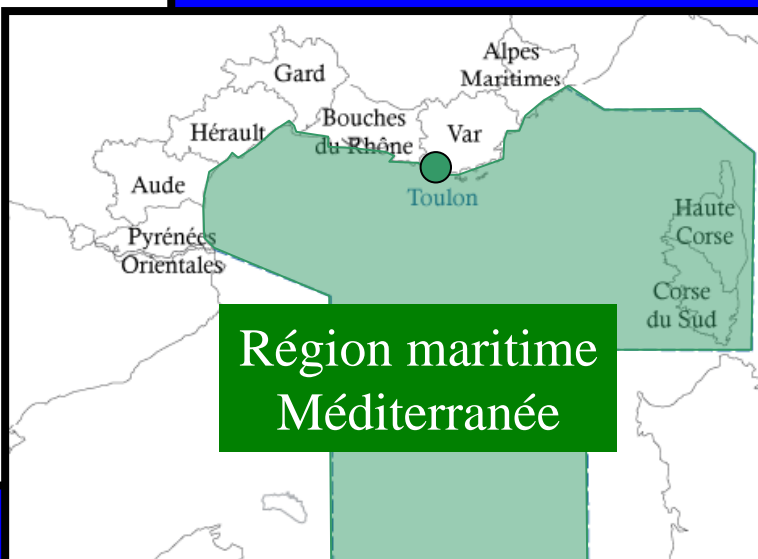 Alpes
Maritimes
Gard
Bouches
du Rhône
Hérault
Var
Aude
Toulon
Haute
Corse
Pyrénées
Orientales
Corse
du Sud
Région maritime
Méditerranée